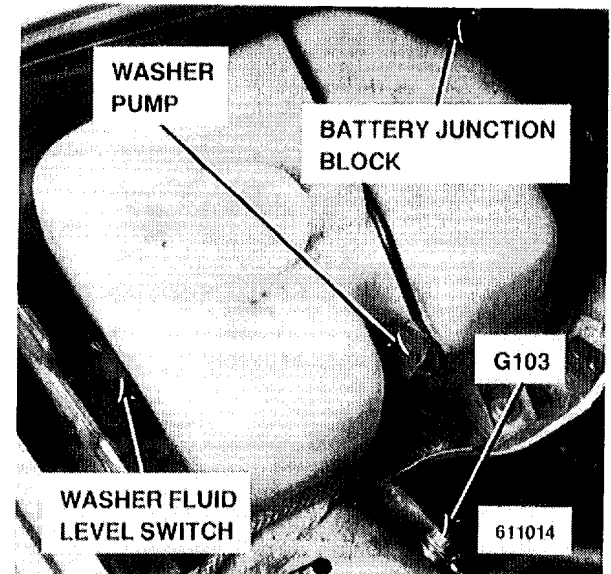 WASHER
PUMP
BATTERY JUNCTION
BLOCK
G103
WASHER FLUID
LEVEL SWITCH
611014